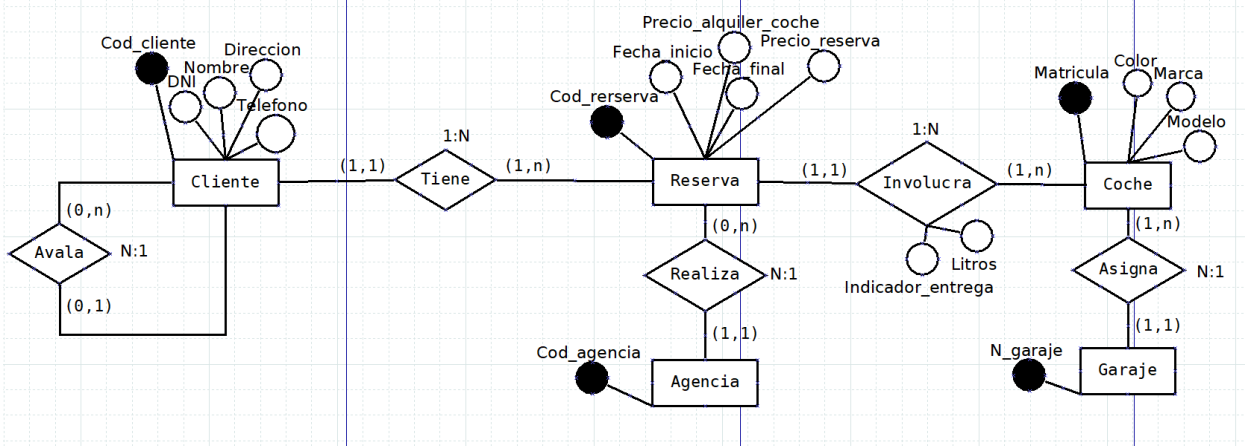 Precio_alquiler_coche
Cod_cliente
Direccion
Fecha_inicio
Precio_reserva
DNI
Nombre
Fecha_final
Matricula
Color
Marca
Telefono
Cod_rerserva
Modelo
1:N
1:N
Cliente
(1,1)
Tiene
(1,n)
Reserva
(1,1)
Involucra
(1,n)
Coche
(0,n)
(0,n)
(1,n)
Avala
N:1
Realiza
N:1
Litros
Asigna
N:1
Indicador_entrega
(0,1)
(1,1)
(1,1)
Cod_agencia
N_garaje
Agencia
Garaje